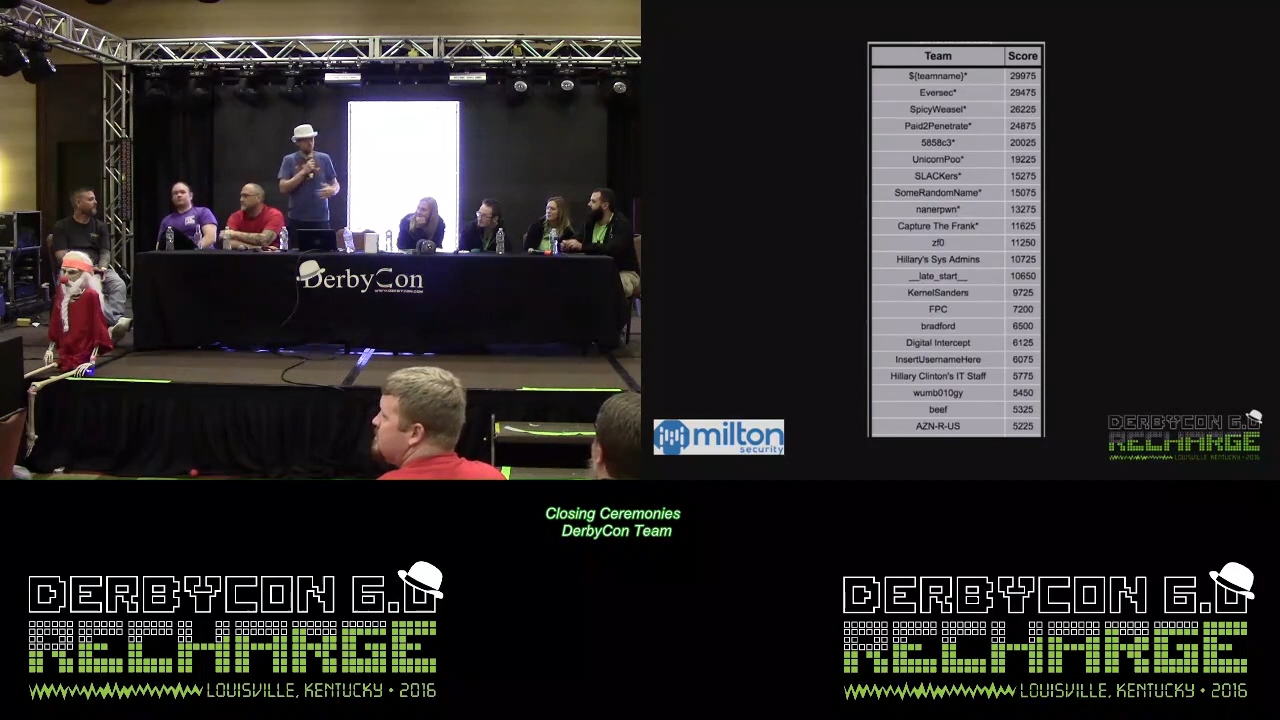 Team Score
${teamname}* 29975
Eversec* 29475
SpicyWeasel* 26225
Paid2Penetrate* 24875
5858c3* 20025
UnicornPoo* 19225
SLACKers* 15275
SomeRandomName* 15075
nanerpwn* 13275
Capture The Frank* 11625
zf0 11250
Hillary's Sys Admins 10725
__late_start__ 10650
KernelSanders 9725
FPC 7200
bradford 6500
Digital Intercept 6125
InsertUsernameHere 6075
Hillary Clinton's IT Staff 5775
wumb010gy 5450
beef 5325
AZN-R-US 5225
DerbyCon
WWW.DERBYCON.COM
milton
security
DERBYCON 6.0
RECHARGE
LOUISVILLE, KENTUCKY • 2016
Closing Ceremonies
DerbyCon Team
DERBYCON 6.0
RECHARGE
LOUISVILLE, KENTUCKY • 2016
DERBYCON 6.0
RECHARGE
LOUISVILLE, KENTUCKY • 2016